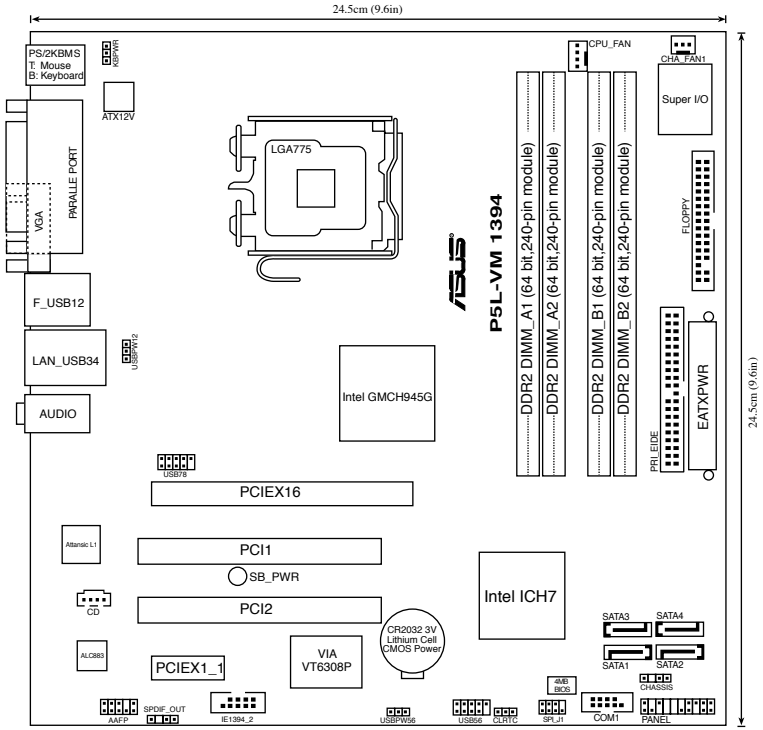 24.5cm (9.6in)
PS/2KBMS
T: Mouse
B: Keyboard
KBPWR
CPU_FAN
CHA_FAN1
ATX12V
Super I/O
LGA775
PARALLE PORT
VGA
FLOPPY
ASUS
P5L-VM 1394
DDR2 DIMM_A1 (64 bit,240-pin module)
DDR2 DIMM_A2 (64 bit,240-pin module)
DDR2 DIMM_B1 (64 bit,240-pin module)
DDR2 DIMM_B2 (64 bit,240-pin module)
F_USB12
LAN_USB34
USBPW12
AUDIO
Intel GMCH945G
EATXPWR
PRI_EIDE
24.5cm (9.6in)
USB78
PCIEX16
Attansic L1
PCI1
SB_PWR
Intel ICH7
CD
PCI2
CR2032 3V
Lithium Cell
CMOS Power
SATA3
SATA4
SATA1
SATA2
ALC883
PCIEX1_1
VIA
VT6308P
4MB
BIOS
CHASSIS
AAFP
SPDIF_OUT
IE1394_2
USBPW56
USB56
CLRTC
SPI_J1
COM1
PANEL